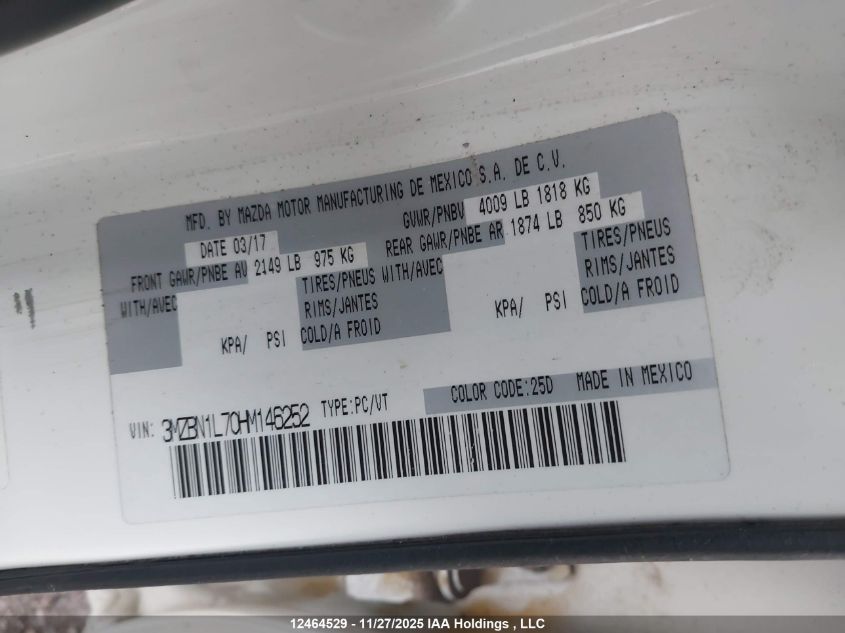 MFD. BY MAZDA MOTOR MANUFACTURING DE MEXICO S.A. DE C.V.
DATE 03/17 GVWR/PNBV 4009 LB 1818 KG
FRONT GAWR/PNBE AV 2149 LB 975 KG REAR GAWR/PNBE AR 1874 LB 850 KG
WITH/AVEC TIRES/PNEUS WITH/AVEC TIRES/PNEUS
RIMS/JANTES RIMS/JANTES
KPA/ PSI COLD/A FROID KPA/ PSI COLD/A FROID
VIN: 3MZBN1L70HM146252 TYPE:PC/VT COLOR CODE:25D MADE IN MEXICO
12464529 - 11/27/2025 IAA Holdings , LLC